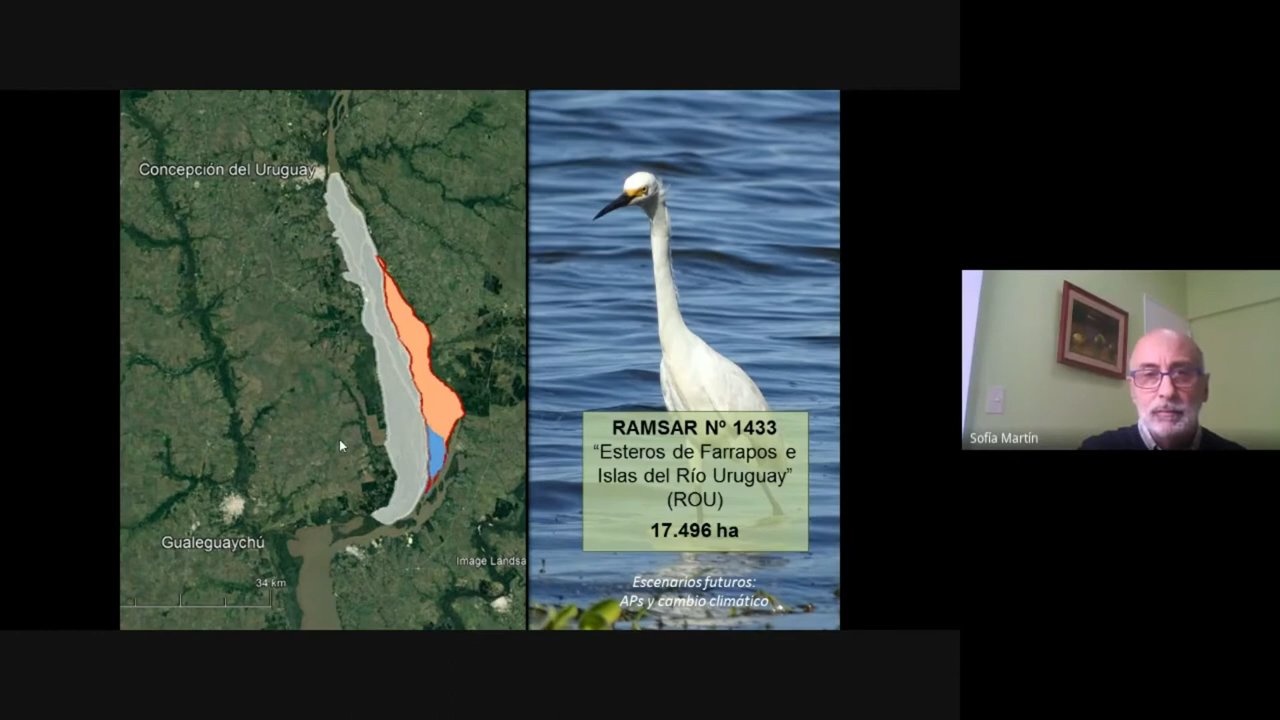 Concepción del Uruguay
Gualeguaychú
34 km
Image Landsa
RAMSAR Nº 1433
“Esteros de Farrapos e
Islas del Río Uruguay”
(ROU)
17.496 ha
Escenarios futuros:
APs y cambio climático
Sofía Martín